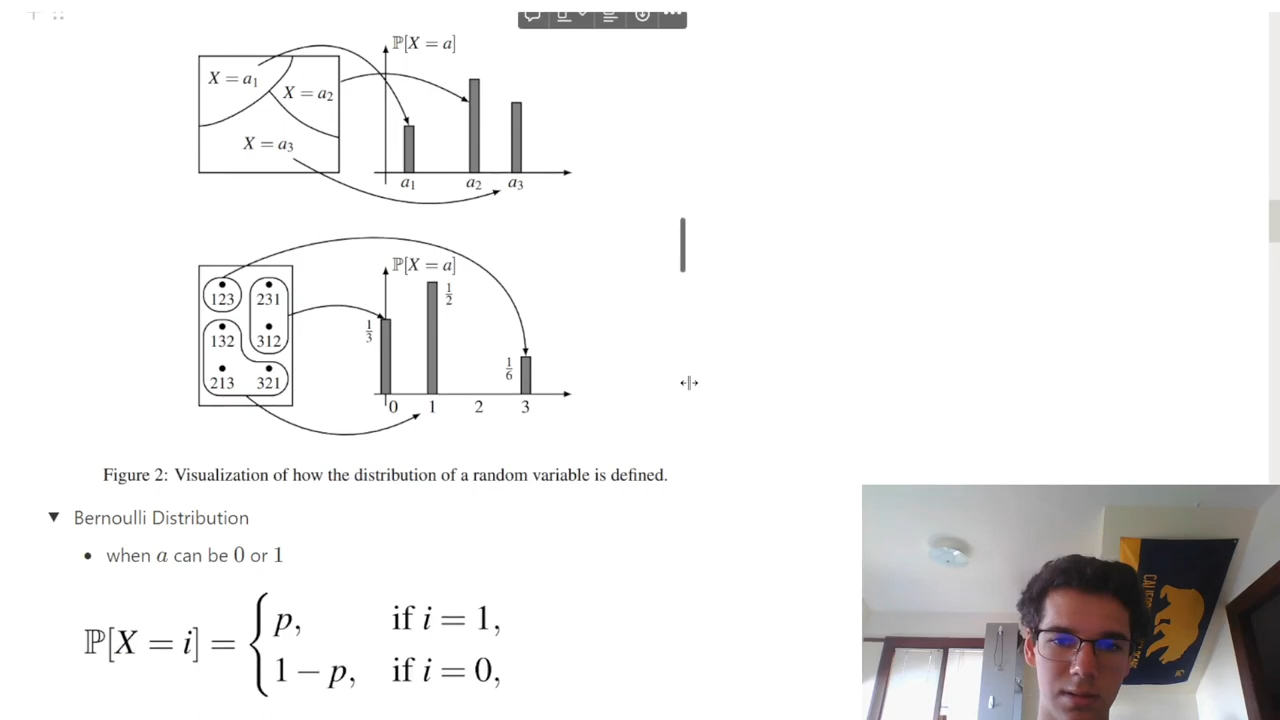 ℙ[X = a]
X = a₁
X = a₂
X = a₃
a₁ a₂ a₃
ℙ[X = a]
123 231
132 312
213 321
1/3
1/2
1/6
0 1 2 3
Figure 2: Visualization of how the distribution of a random variable is defined.
Bernoulli Distribution
when a can be 0 or 1
ℙ[X = i] = { p, if i = 1,
1 − p, if i = 0,